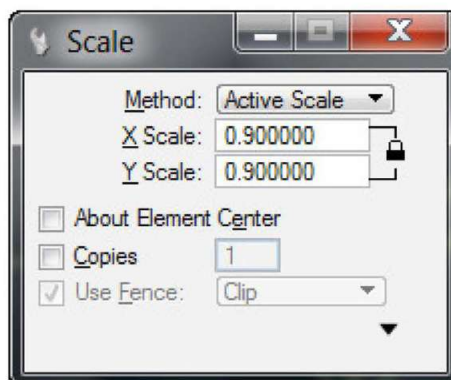 Scale
Method: Active Scale
X Scale: 0.900000
Y Scale: 0.900000
About Element Center
Copies 1
Use Fence: Clip